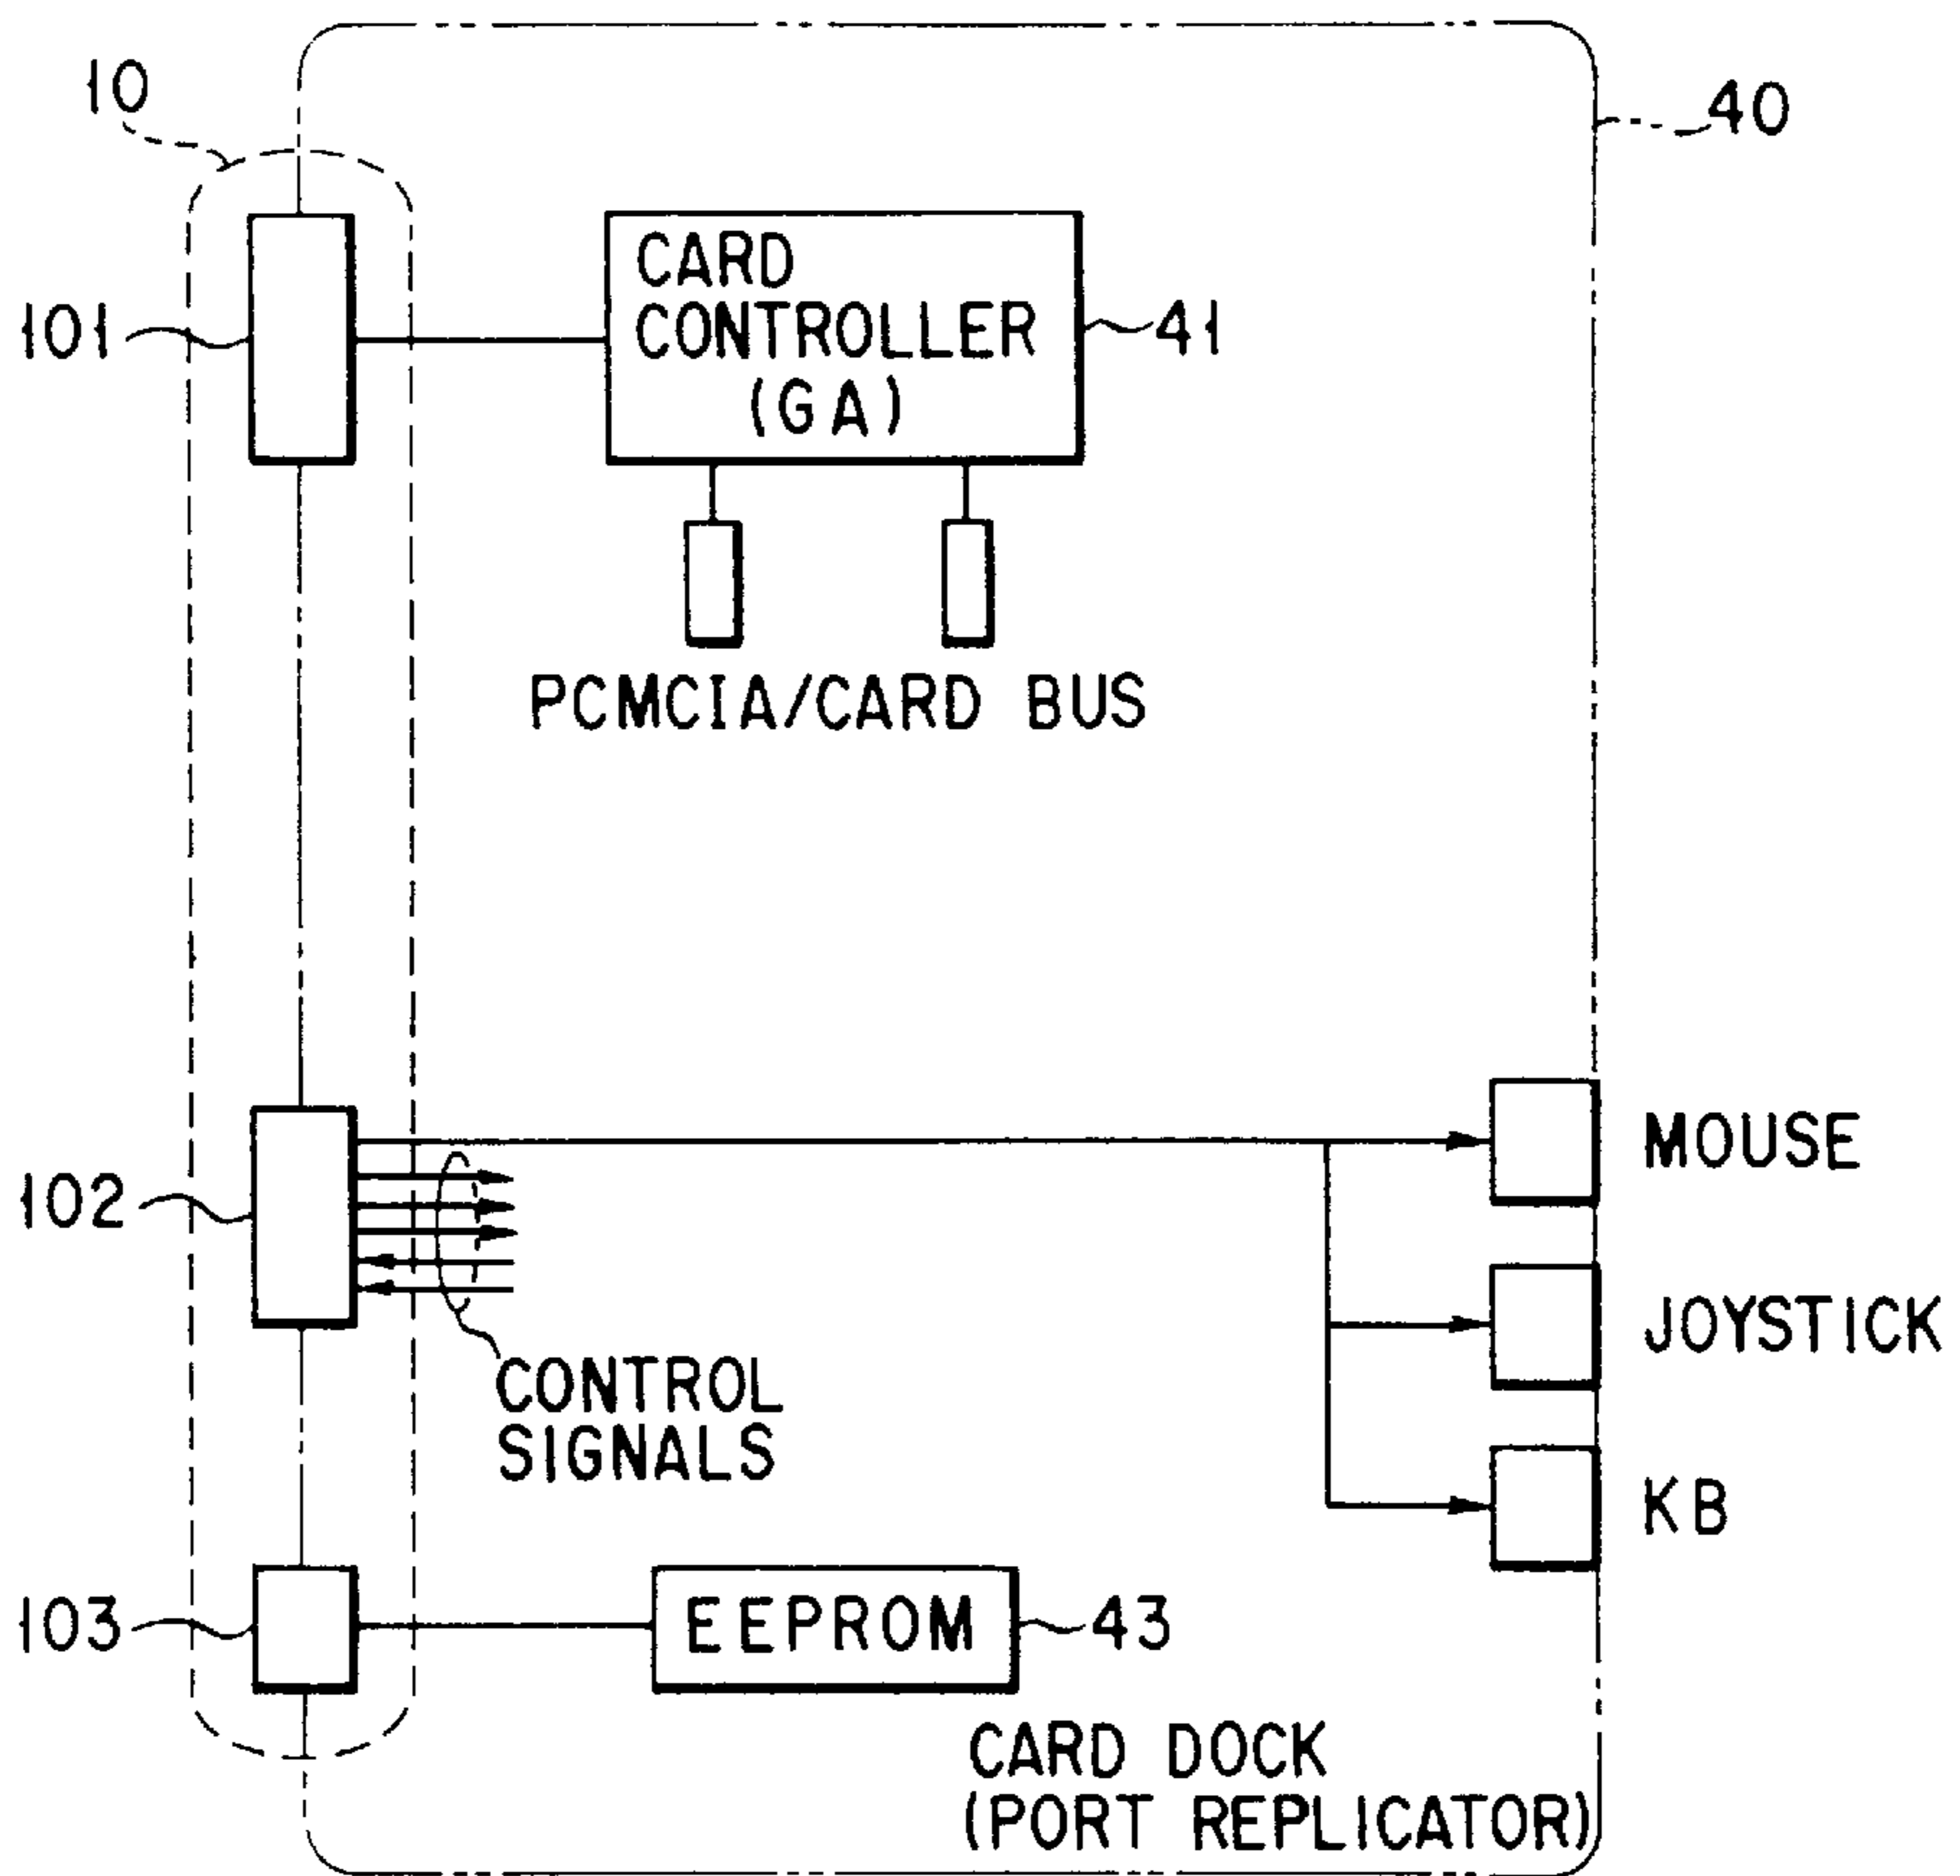 10
40
101
CARD
CONTROLLER
(GA)
41
PCMCIA/CARD BUS
102
MOUSE
JOYSTICK
KB
CONTROL
SIGNALS
103
EEPROM
43
CARD DOCK
(PORT REPLICATOR)